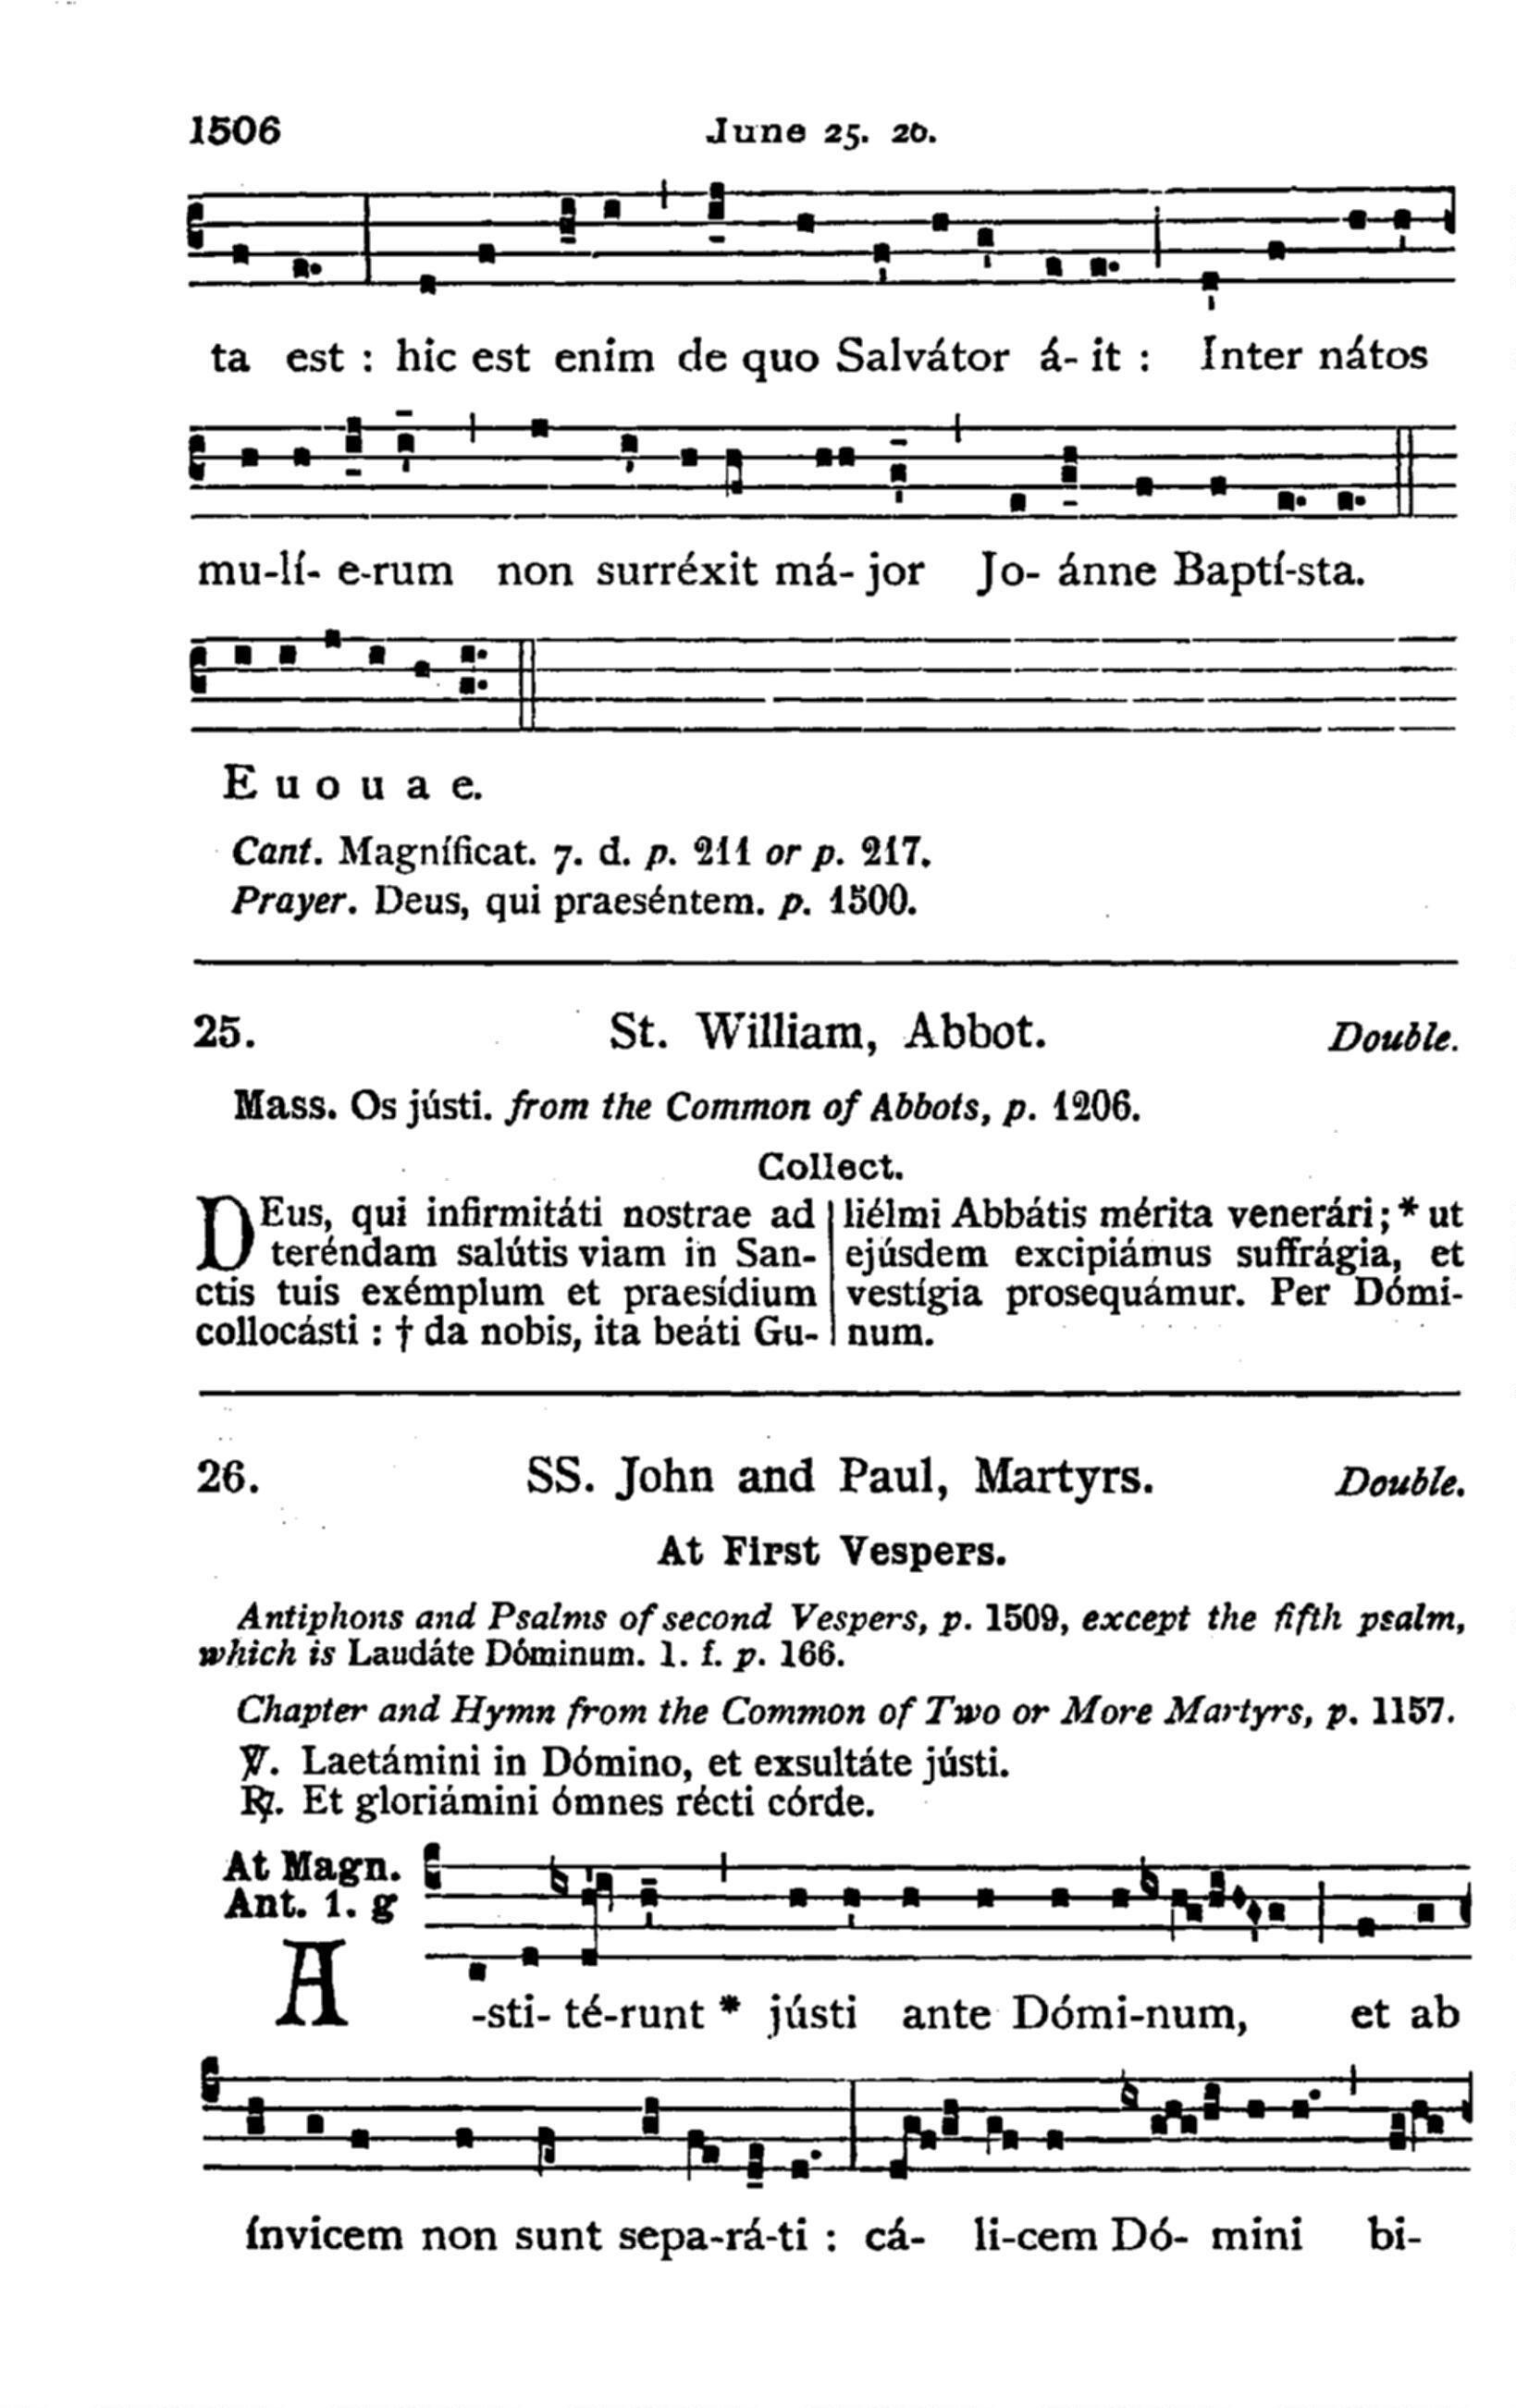 1506 June 25. 26.
ta est : hic est enim de quo Salvátor á- it : Inter nátos
mu-lí- e-rum non surréxit má- jor Jo- ánne Baptí-sta.
E u o u a e.
Cant. Magníficat. 7. d. p. 211 or p. 217.
Prayer. Deus, qui praeséntem. p. 1500.
25. St. William, Abbot. Double.
Mass. Os jústi. from the Common of Abbots, p. 1206.
Collect.
DEus, qui infirmitáti nostrae ad
teréndam salútis viam in San-
ctis tuis exémplum et praesídium
collocásti : † da nobis, ita beáti Gu-
liélmi Abbátis mérita venerári; * ut
ejúsdem excipiámus suffrágia, et
vestígia prosequámur. Per Dómi-
num.
26. SS. John and Paul, Martyrs. Double.
At First Vespers.
Antiphons and Psalms of second Vespers, p. 1509, except the fifth psalm,
which is Laudáte Dóminum. 1. f. p. 166.
Chapter and Hymn from the Common of Two or More Martyrs, p. 1157.
℣. Laetámini in Dómino, et exsultáte jústi.
℟. Et gloriámini ómnes récti córde.
At Magn.
Ant. 1. g
A -sti- té-runt * jústi ante Dómi-num, et ab
ínvicem non sunt sepa-rá-ti : cá- li-cem Dó- mini bi-